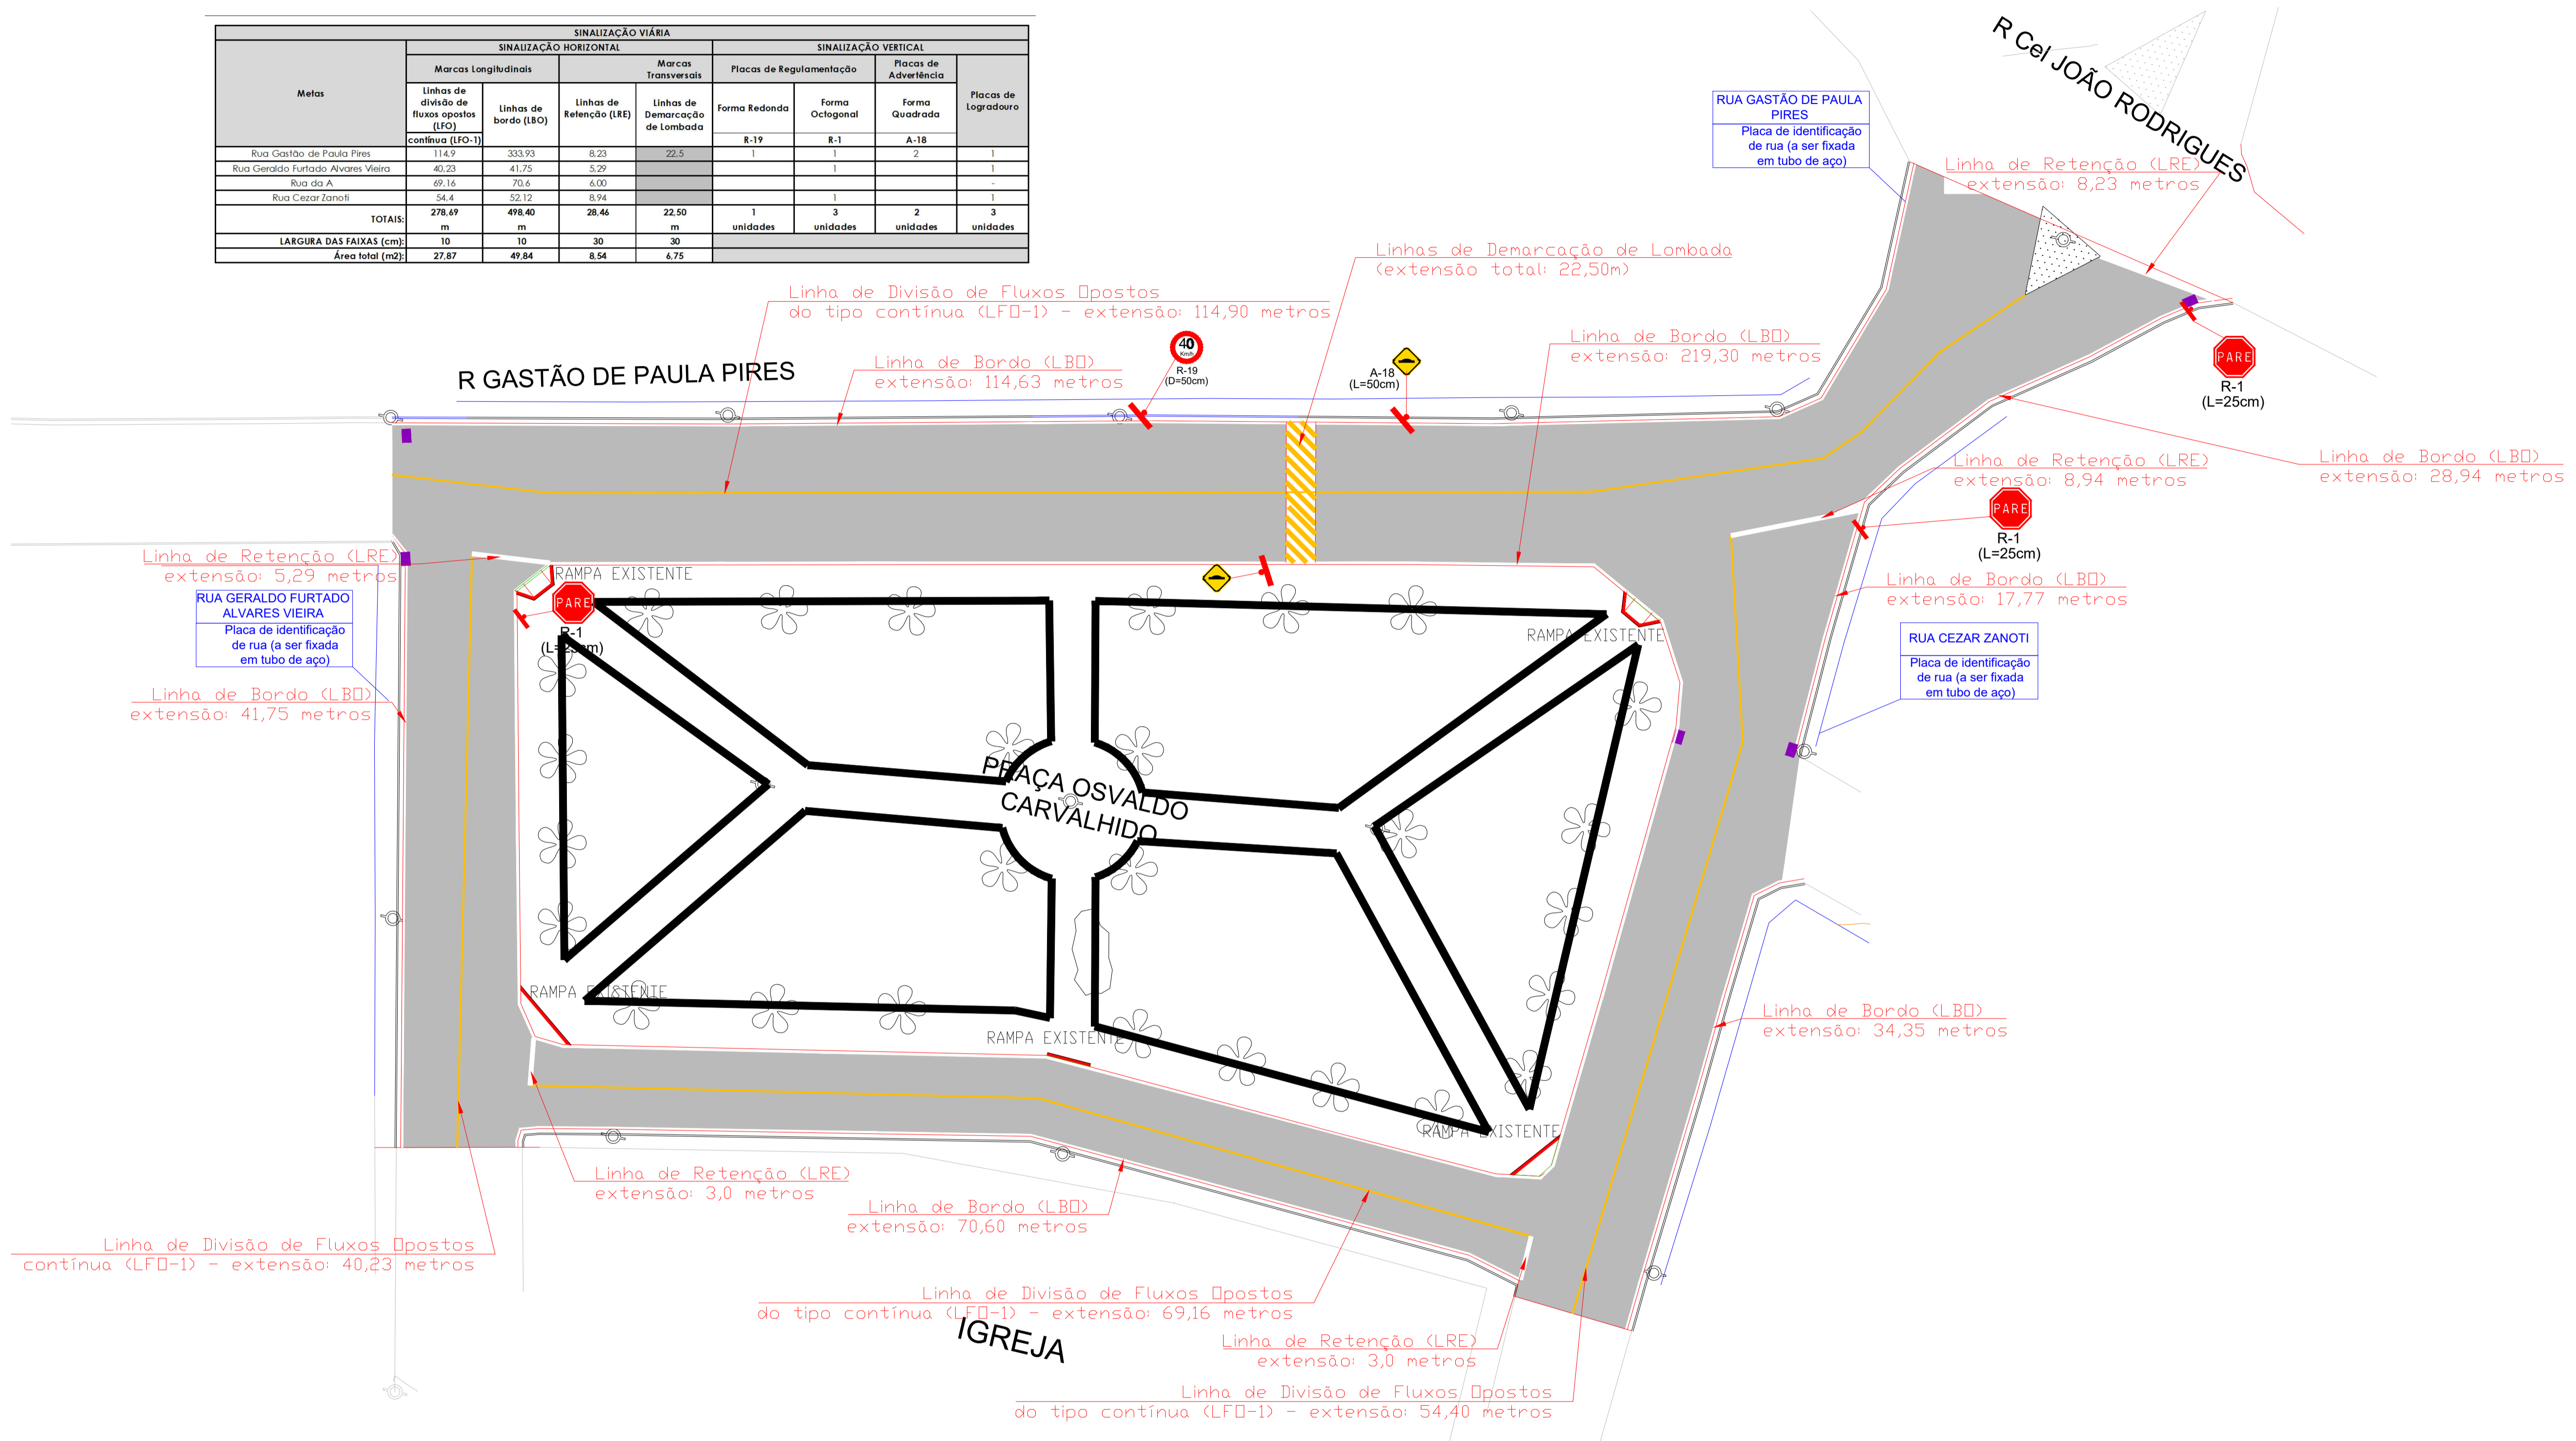 SINALIZAÇÃO VIÁRIA
SINALIZAÇÃO HORIZONTAL SINALIZAÇÃO VERTICAL
Metas
Marcas Longitudinais
Marcas
Transversais
Placas de Regulamentação
Placas de
Advertência
Placas de
Logradouro
Linhas de
divisão de
fluxos opostos
(LFO)
Linhas de
bordo (LBO)
Linhas de
Retenção (LRE)
Linhas de
Demarcação
de Lombada
Forma Redonda
Forma
Octogonal
Forma
Quadrada
contínua (LFO-1) R-19 R-1 A-18
Rua Gastão de Paula Pires 114,9 333,93 8,23 22,5 1 1 2 1
Rua Geraldo Furtado Alvares Vieira 40,23 41,75 5,29 1 1
Rua da A 69,16 70,6 6,00 -
Rua Cezar Zanoti 54,4 52,12 8,94 1 1
TOTAIS: 278,69 498,40 28,46 22,50 1 3 2 3
m m m unidades unidades unidades unidades
LARGURA DAS FAIXAS (cm): 10 10 30 30
Área total (m2): 27,87 49,84 8,54 6,75
R Cel JOÃO RODRIGUES
RUA GASTÃO DE PAULA
PIRES
Placa de identificação
de rua (a ser fixada
em tubo de aço)
Linha de Retenção (LRE)
extensão: 8,23 metros
Linhas de Demarcação de Lombada
(extensão total: 22,50m)
Linha de Divisão de Fluxos Opostos
do tipo contínua (LFO-1) - extensão: 114,90 metros
Linha de Bordo (LBO)
extensão: 219,30 metros
R GASTÃO DE PAULA PIRES
Linha de Bordo (LBO)
extensão: 114,63 metros
40
Km/h
R-19
(D=50cm)
A-18
(L=50cm)
PARE
R-1
(L=25cm)
Linha de Bordo (LBO)
extensão: 28,94 metros
Linha de Retenção (LRE)
extensão: 8,94 metros
PARE
R-1
(L=25cm)
Linha de Retenção (LRE)
extensão: 5,29 metros
RAMPA EXISTENTE
PARE
R-1
(L=25cm)
RUA GERALDO FURTADO
ALVARES VIEIRA
Placa de identificação
de rua (a ser fixada
em tubo de aço)
Linha de Bordo (LBO)
extensão: 17,77 metros
RAMPA EXISTENTE
RUA CEZAR ZANOTI
Placa de identificação
de rua (a ser fixada
em tubo de aço)
Linha de Bordo (LBO)
extensão: 41,75 metros
PRAÇA OSVALDO
CARVALHIDO
RAMPA EXISTENTE
RAMPA EXISTENTE
Linha de Bordo (LBO)
extensão: 34,35 metros
RAMPA EXISTENTE
Linha de Retenção (LRE)
extensão: 3,0 metros
Linha de Bordo (LBO)
extensão: 70,60 metros
Linha de Divisão de Fluxos Opostos
contínua (LFO-1) - extensão: 40,23 metros
Linha de Divisão de Fluxos Opostos
do tipo contínua (LFO-1) - extensão: 69,16 metros
IGREJA
Linha de Retenção (LRE)
extensão: 3,0 metros
Linha de Divisão de Fluxos Opostos
do tipo contínua (LFO-1) - extensão: 54,40 metros